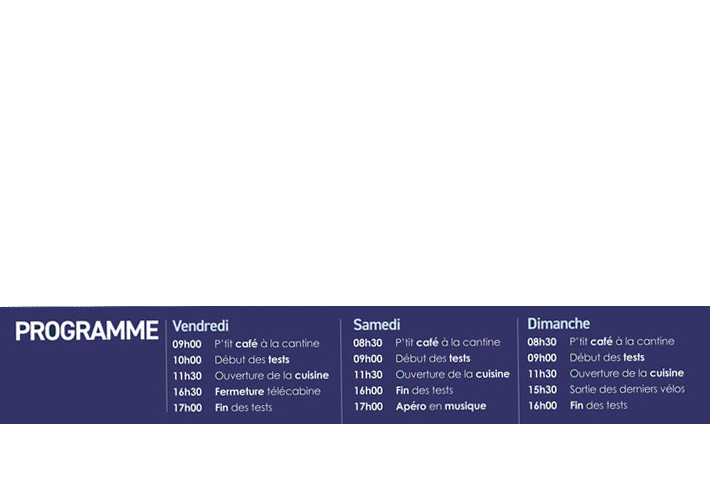 PROGRAMME
Vendredi
09h00 P'tit café à la cantine
10h00 Début des tests
11h30 Ouverture de la cuisine
16h30 Fermeture télécabine
17h00 Fin des tests
Samedi
08h30 P'tit café à la cantine
09h00 Début des tests
11h30 Ouverture de la cuisine
16h00 Fin des tests
17h00 Apéro en musique
Dimanche
08h30 P'tit café à la cantine
09h00 Début des tests
11h30 Ouverture de la cuisine
15h30 Sortie des derniers vélos
16h00 Fin des tests